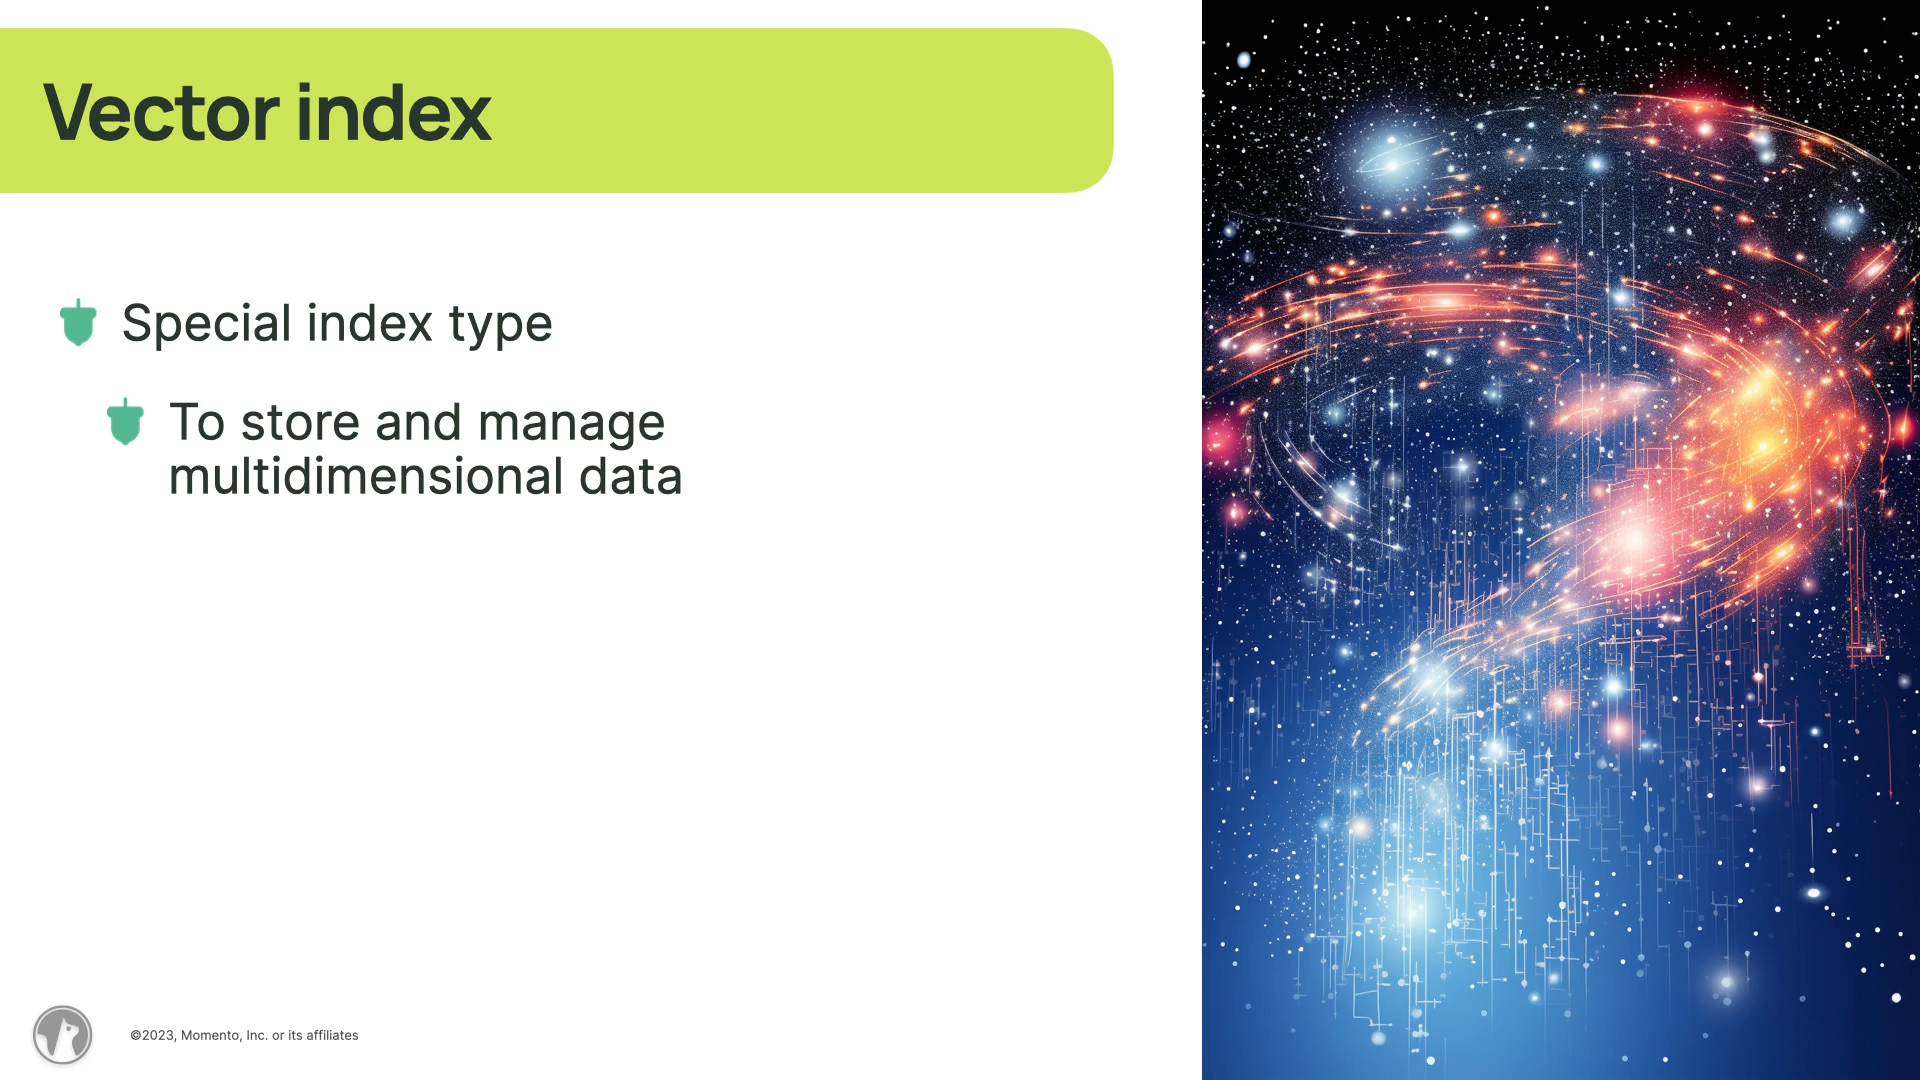 Vector index
Special index type
To store and manage
multidimensional data
©2023, Momento, Inc. or its affiliates